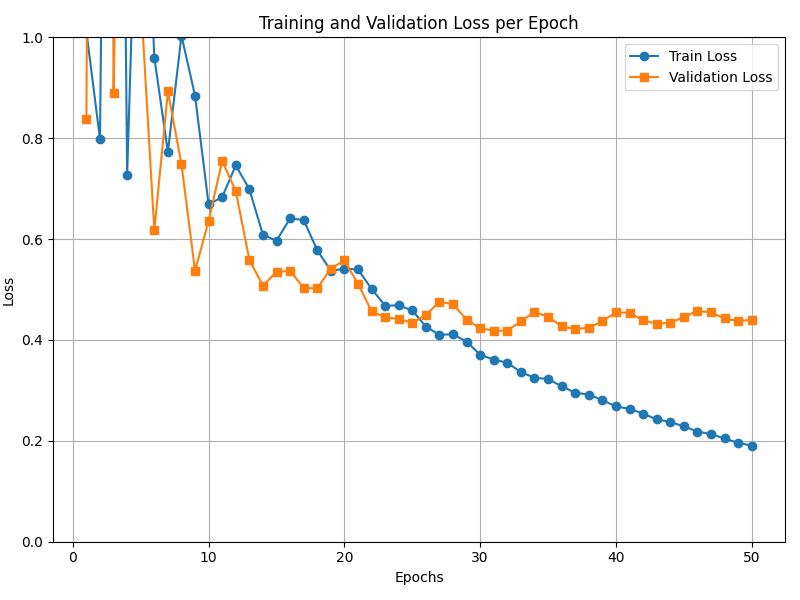 Training and Validation Loss per Epoch
Train Loss
Validation Loss
1.0
0.8
0.6
0.4
0.2
0.0
Loss
0 10 20 30 40 50
Epochs